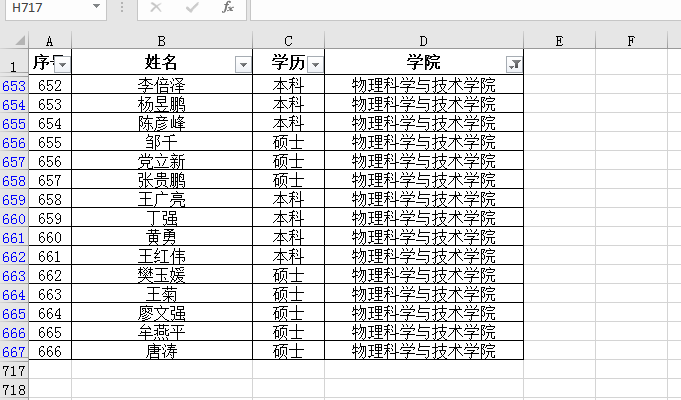 H717 fx
A B C D E F
1 序号 姓名 学历 学院
653 652 李倍泽 本科 物理科学与技术学院
654 653 杨昱鹏 本科 物理科学与技术学院
655 654 陈彦峰 本科 物理科学与技术学院
656 655 邹千 硕士 物理科学与技术学院
657 656 党立新 硕士 物理科学与技术学院
658 657 张贵鹏 硕士 物理科学与技术学院
659 658 王广亮 本科 物理科学与技术学院
660 659 丁强 本科 物理科学与技术学院
661 660 黄勇 本科 物理科学与技术学院
662 661 王红伟 本科 物理科学与技术学院
663 662 樊玉媛 硕士 物理科学与技术学院
664 663 王菊 硕士 物理科学与技术学院
665 664 廖文强 硕士 物理科学与技术学院
666 665 牟燕平 硕士 物理科学与技术学院
667 666 唐涛 硕士 物理科学与技术学院
717
718